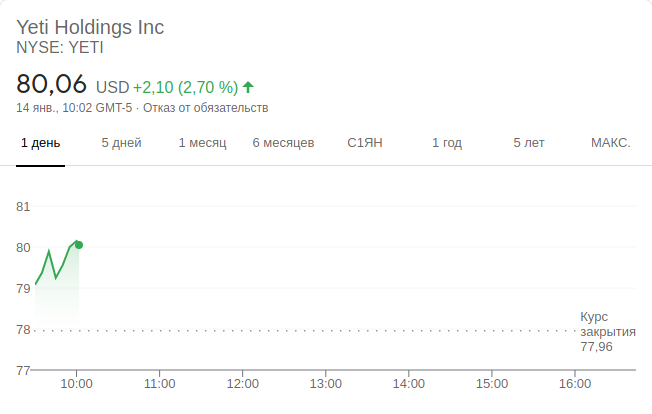 Yeti Holdings Inc
NYSE: YETI
80,06 USD +2,10 (2,70 %)
14 янв., 10:02 GMT-5 · Отказ от обязательств
1 день 5 дней 1 месяц 6 месяцев С1ЯН 1 год 5 лет МАКС.
81
80
79
78
77
Курс
закрытия
77,96
10:00 11:00 12:00 13:00 14:00 15:00 16:00